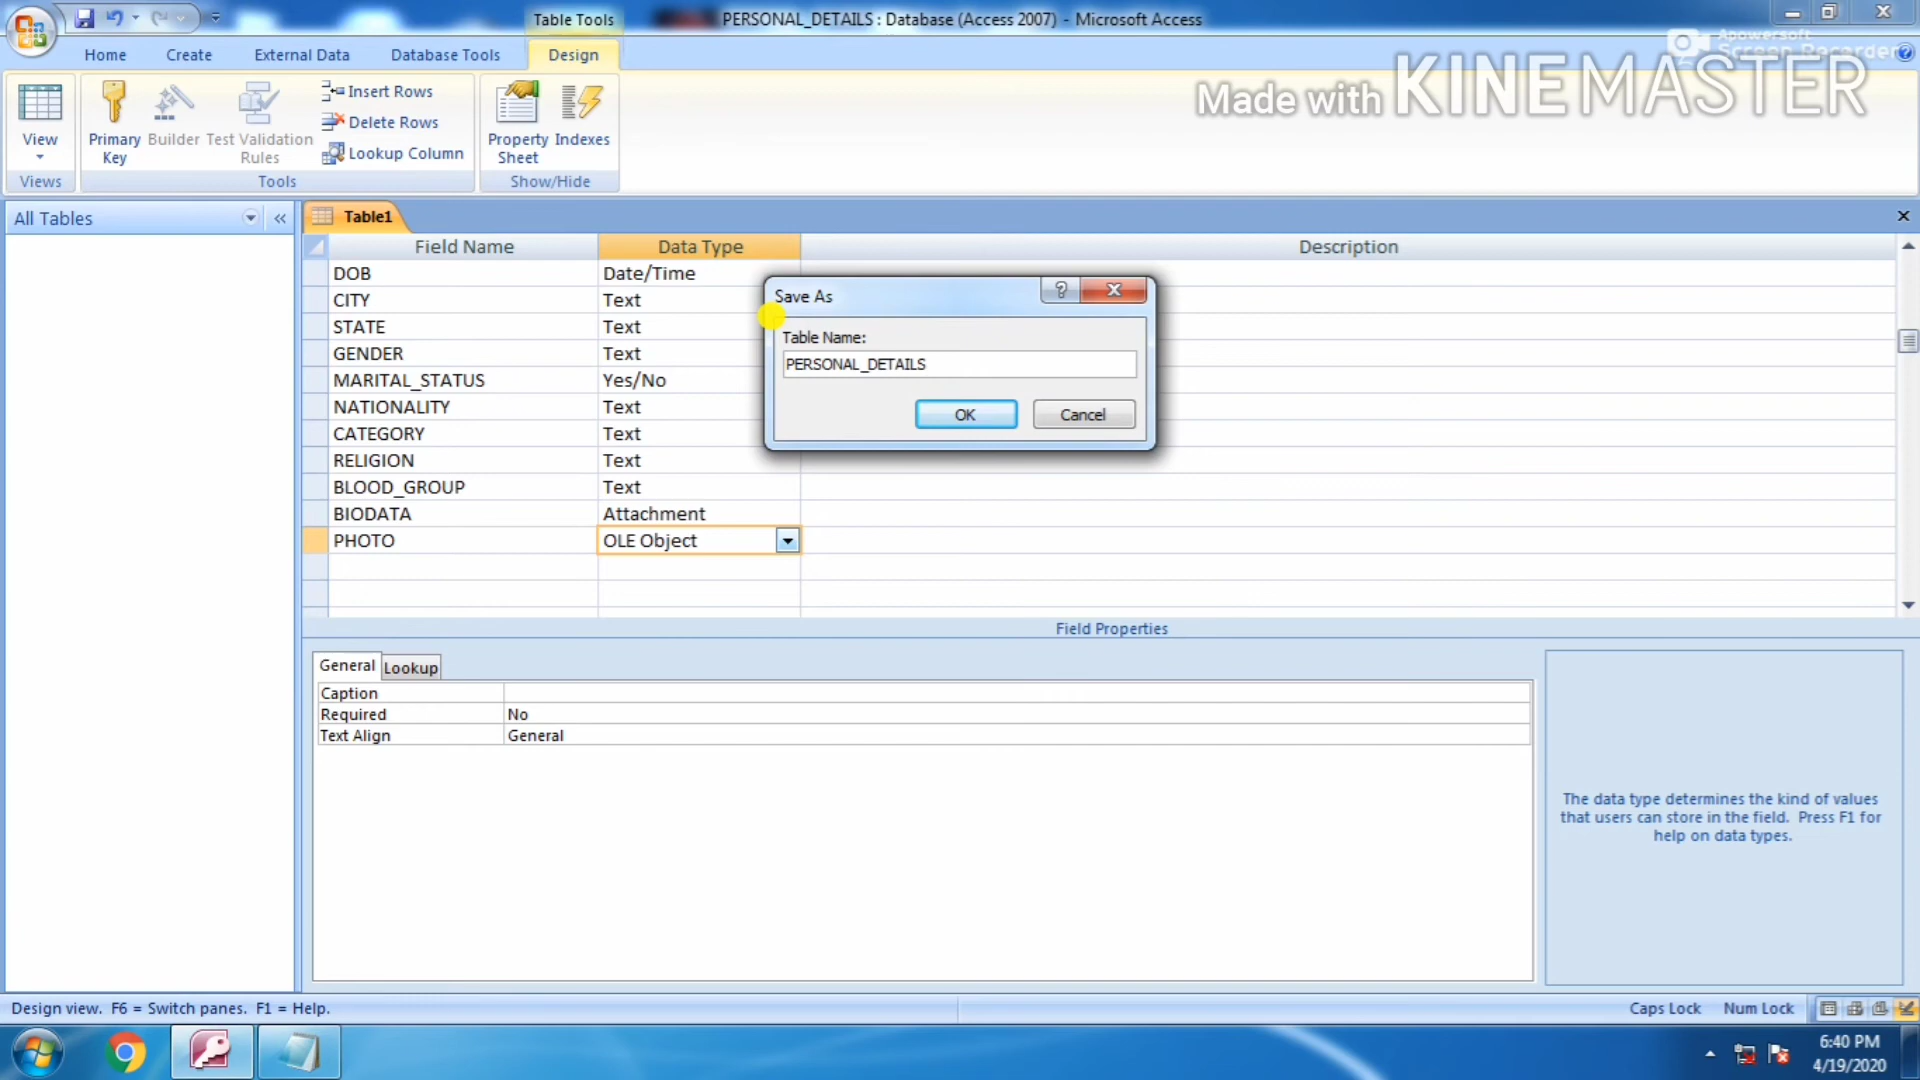 Table Tools
PERSONAL_DETAILS : Database (Access 2007) - Microsoft Access
Apowersoft
Screen Recorder
Home Create External Data Database Tools Design
Made with KINEMASTER
View
Primary Key
Builder
Test Validation Rules
Insert Rows
Delete Rows
Lookup Column
Property Sheet
Indexes
Views Tools Show/Hide
All Tables
Table1
Field Name Data Type Description
DOB Date/Time
CITY Text
STATE Text
GENDER Text
MARITAL_STATUS Yes/No
NATIONALITY Text
CATEGORY Text
RELIGION Text
BLOOD_GROUP Text
BIODATA Attachment
PHOTO OLE Object
Save As
Table Name:
PERSONAL_DETAILS
OK Cancel
Field Properties
General Lookup
Caption
Required No
Text Align General
The data type determines the kind of values
that users can store in the field. Press F1 for
help on data types.
Design view. F6 = Switch panes. F1 = Help.
Caps Lock Num Lock
6:40 PM
4/19/2020